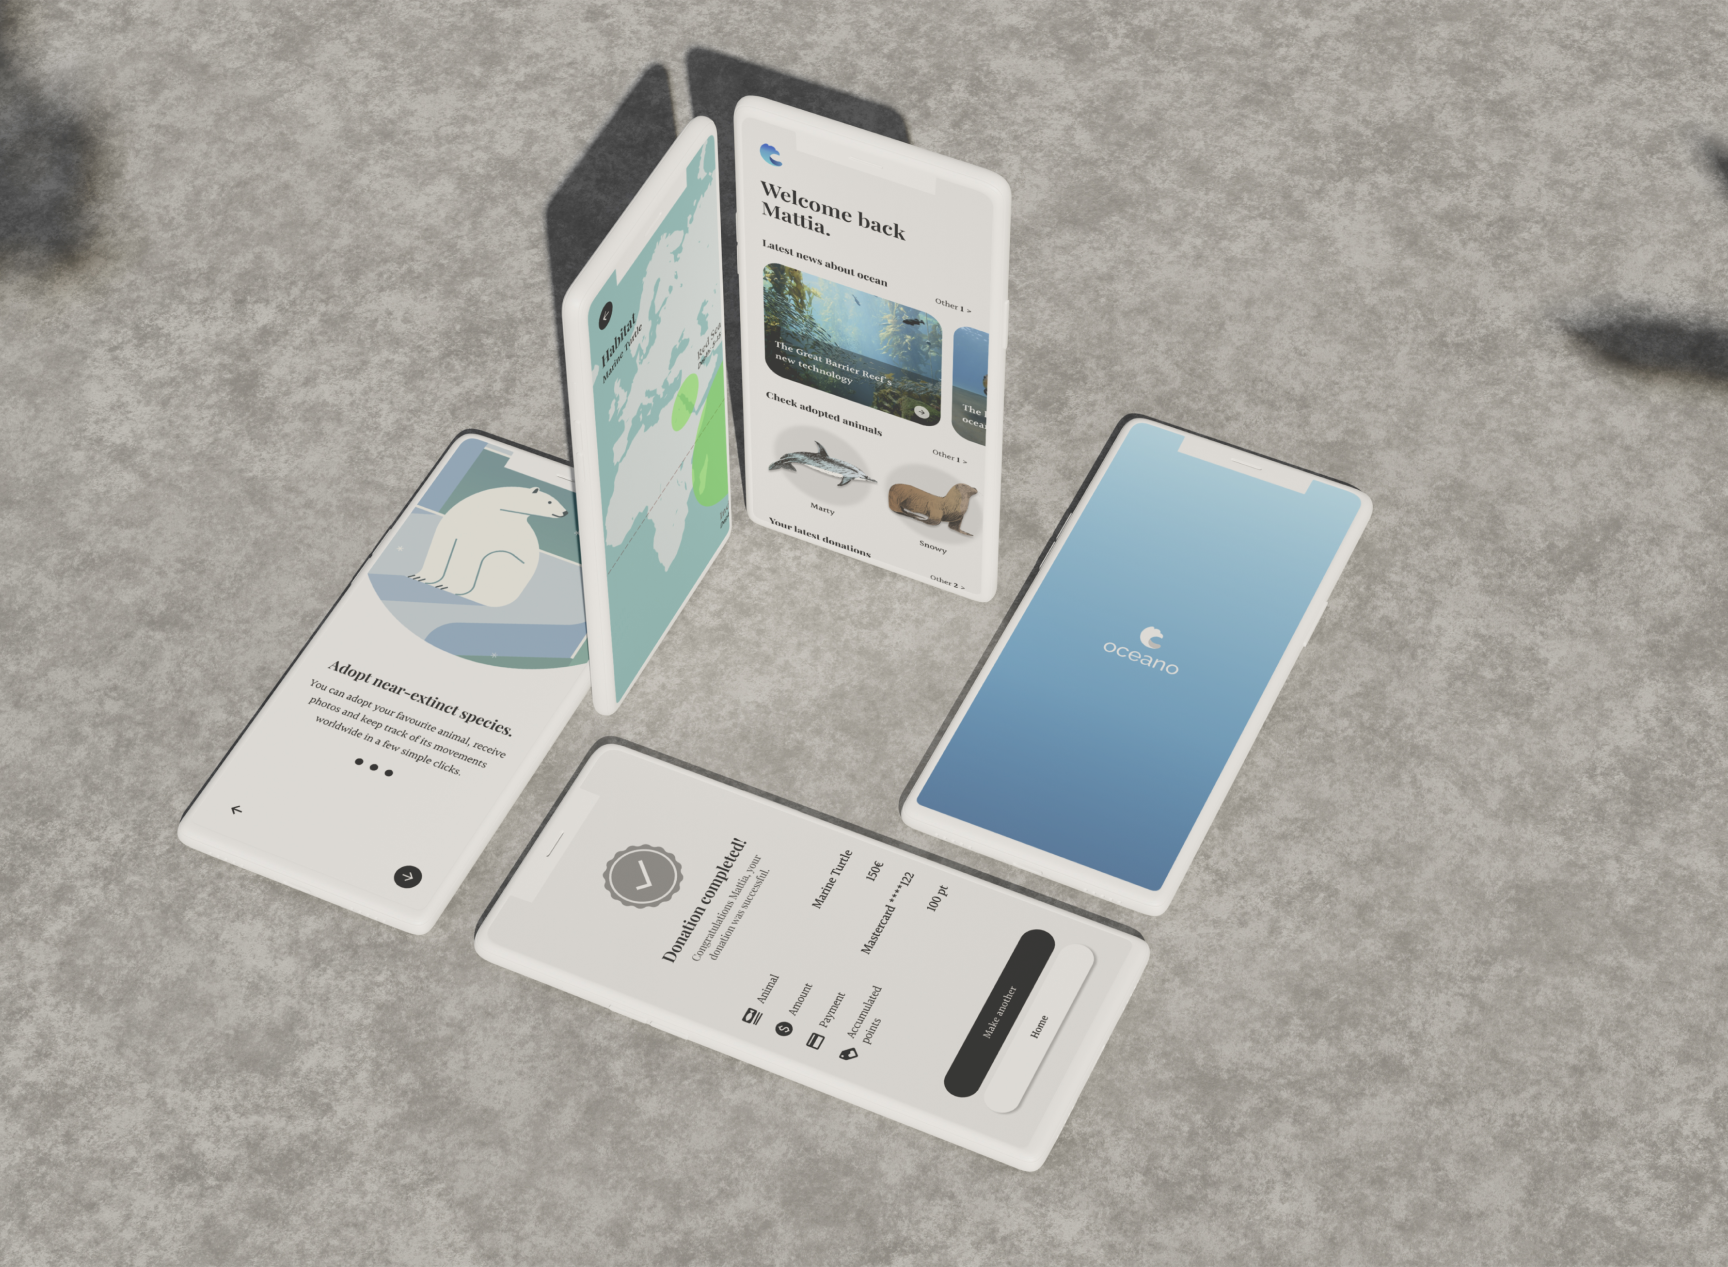 Welcome back
Mattia.
Latest news about ocean
Other 1 >
The Great Barrier Reef's
new technology
Check adopted animals
Other 1 >
Marty
Snowy
Your latest donations
Other 2 >
Habitat
Marine Turtle
Adopt near-extinct species.
You can adopt your favourite animal, receive
photos and keep track of its movements
worldwide in a few simple clicks.
oceano
Donation completed!
Congratulations Mattia, your
donation was successful.
Animal
Marine Turtle
Amount
150€
Payment
Mastercard ****122
Accumulated
points
100 pt
Make another
Home